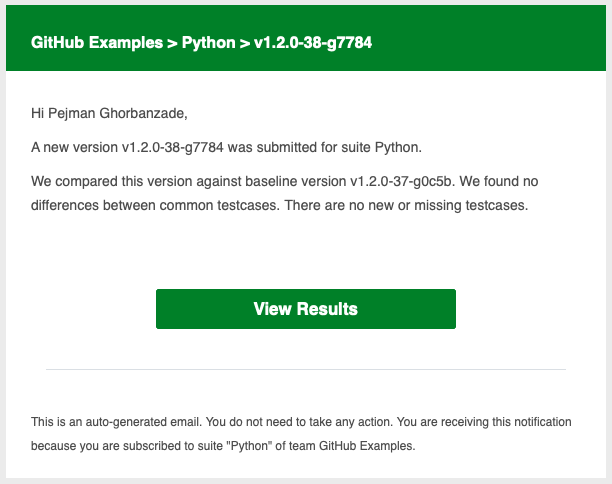 GitHub Examples > Python > v1.2.0-38-g7784
Hi Pejman Ghorbanzade,
A new version v1.2.0-38-g7784 was submitted for suite Python.
We compared this version against baseline version v1.2.0-37-g0c5b. We found no
differences between common testcases. There are no new or missing testcases.
View Results
This is an auto-generated email. You do not need to take any action. You are receiving this notification
because you are subscribed to suite "Python" of team GitHub Examples.